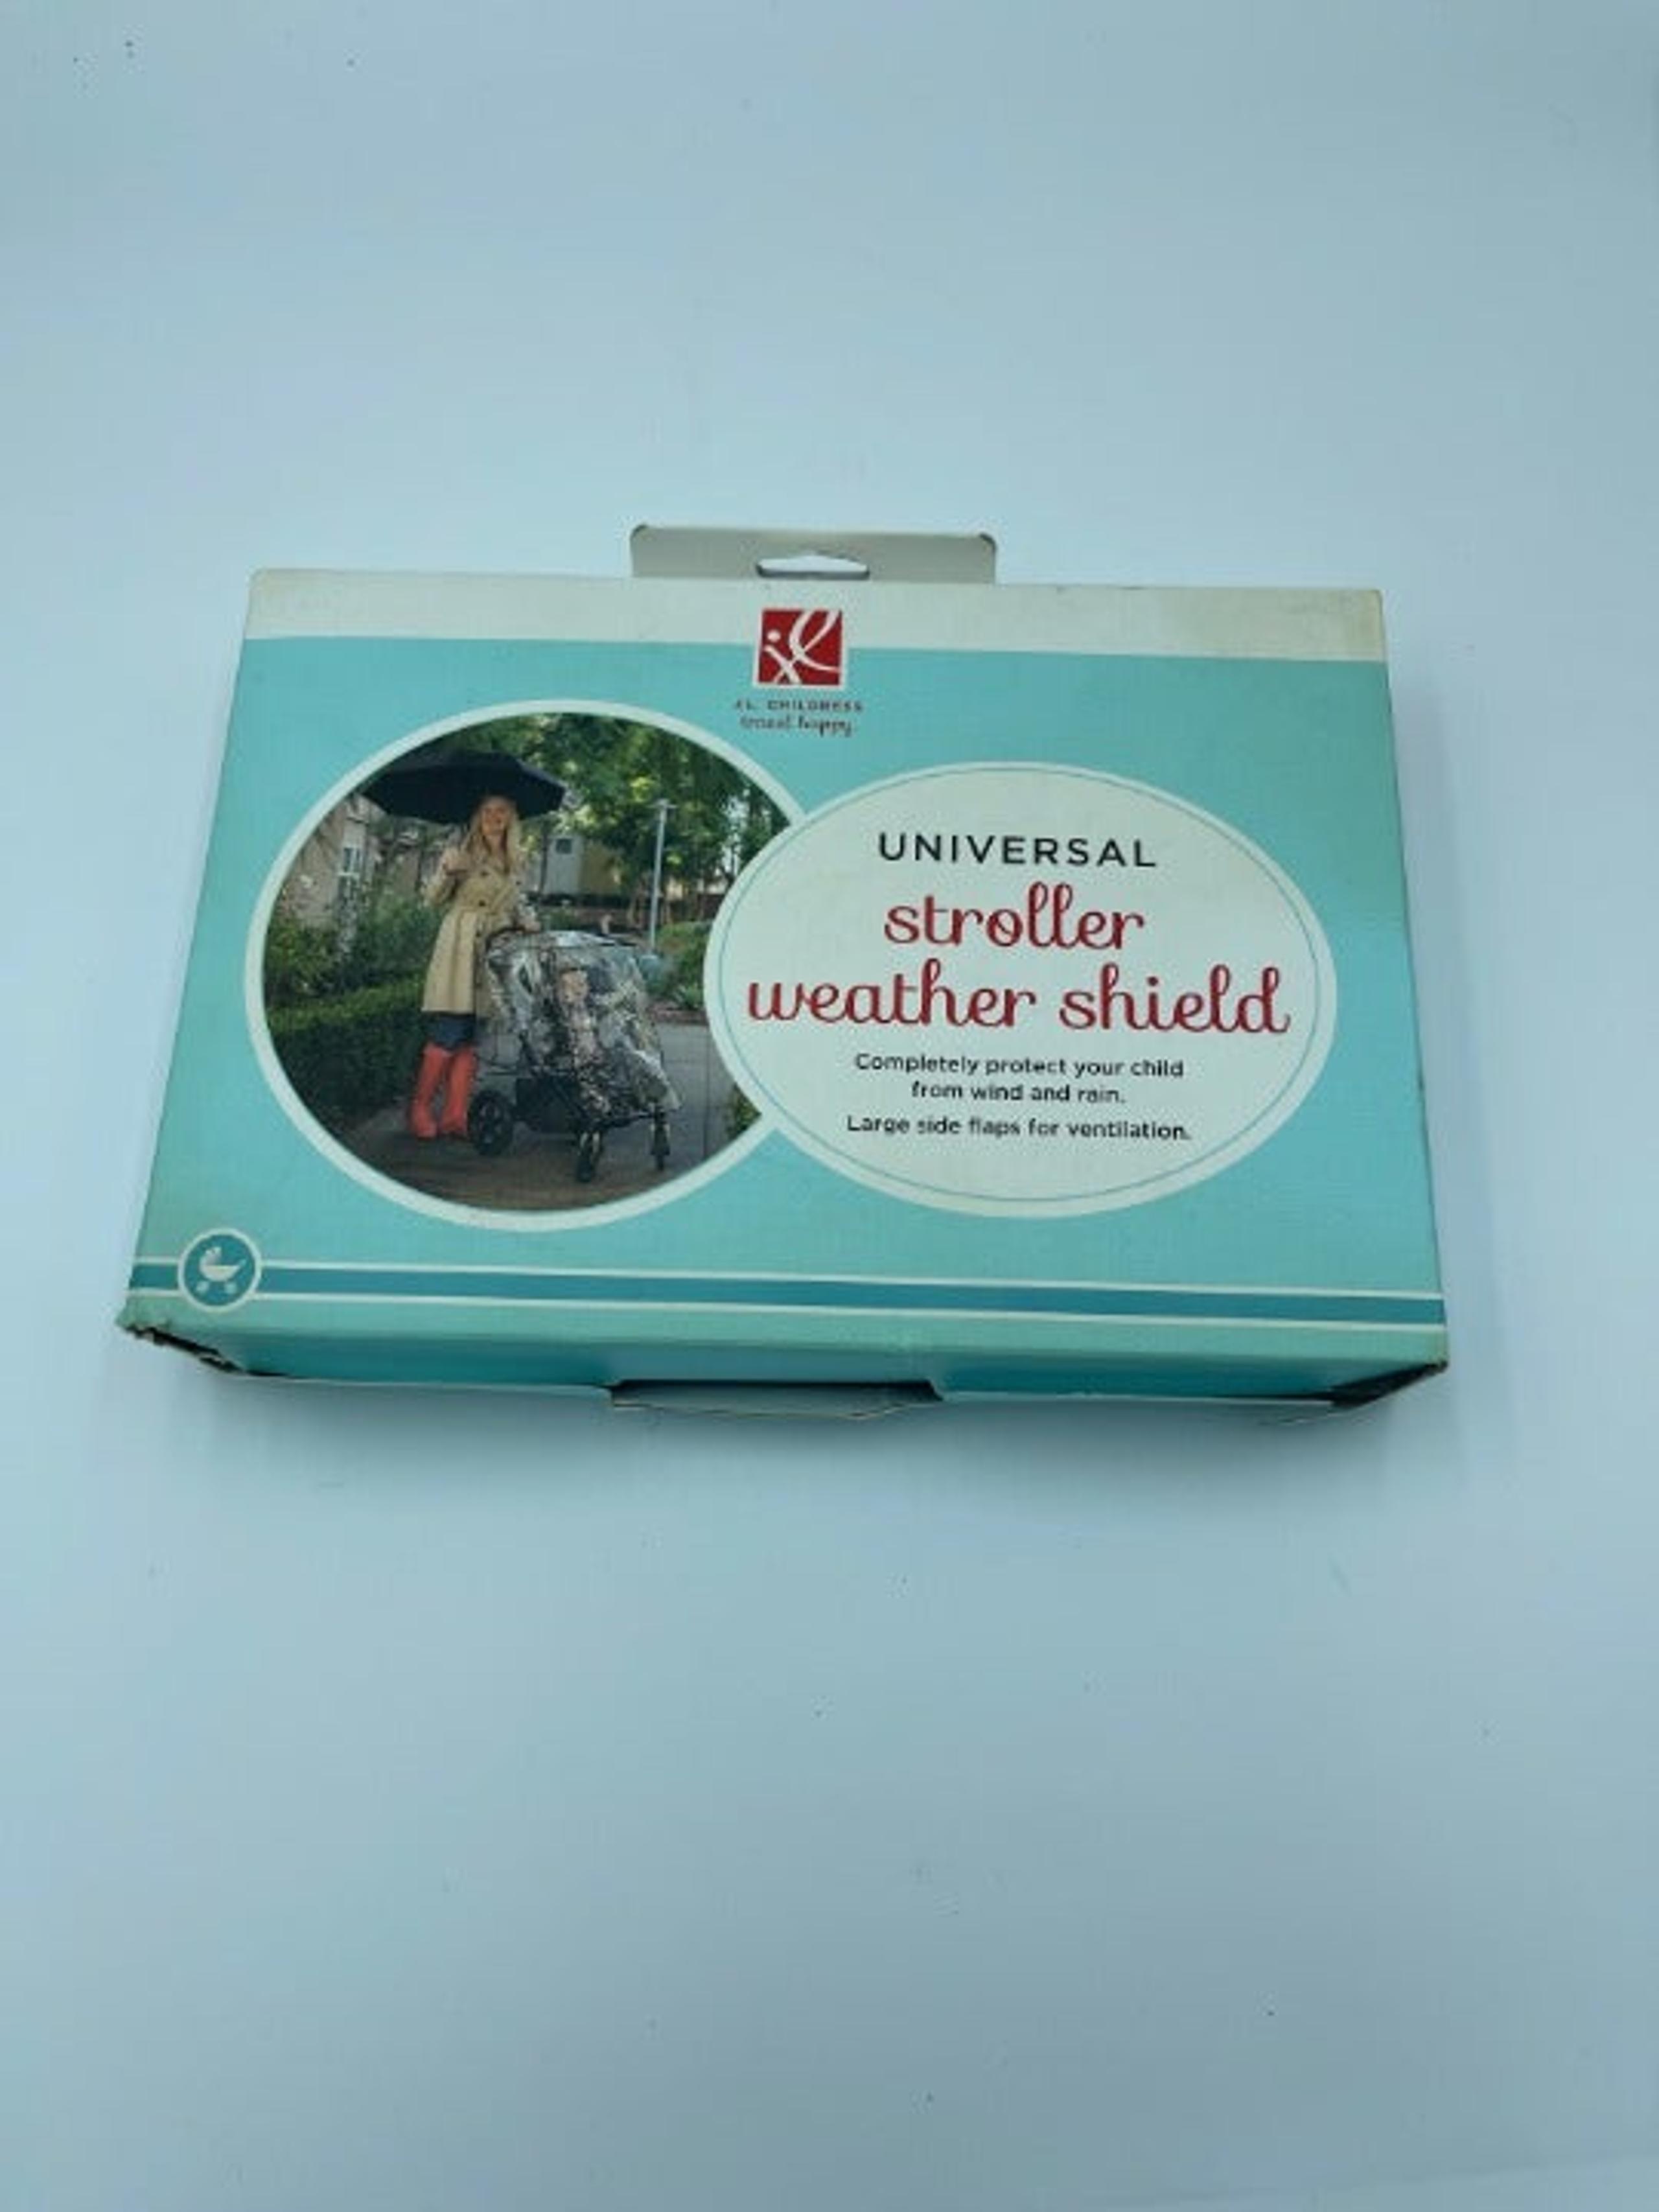 J.L. CHILDRESS
travel happy.
UNIVERSAL
stroller
weather shield
Completely protect your child
from wind and rain.
Large side flaps for ventilation.